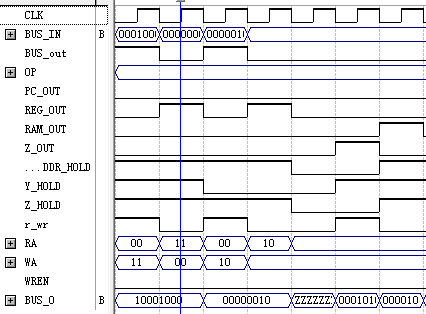 CLK
BUS_IN B 000100 000000 000001
BUS_out
OP
PC_OUT
REG_OUT
RAM_OUT
Z_OUT
...DDR_HOLD
Y_HOLD
Z_HOLD
r_wr
RA 00 11 00 10
WA 11 00 10
WREN
BUS_O B 10001000 00000010 ZZZZZZZ 000101 000010